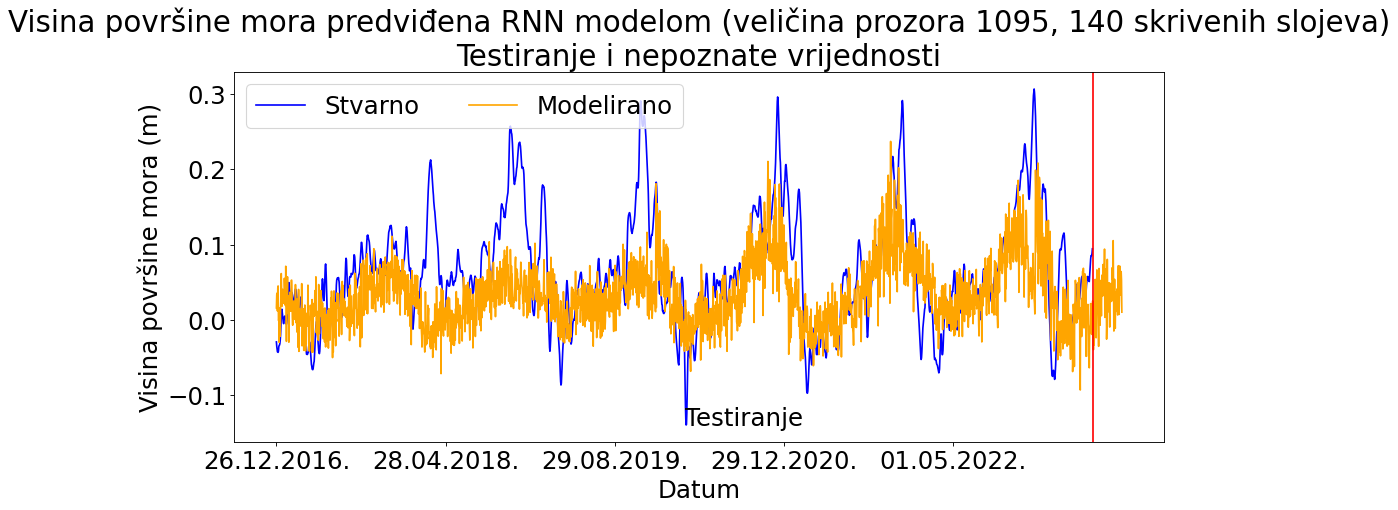 Visina površine mora predviđena RNN modelom (veličina prozora 1095, 140 skrivenih slojeva)
Testiranje i nepoznate vrijednosti
Stvarno
Modelirano
Visina površine mora (m)
0.3
0.2
0.1
0.0
−0.1
Testiranje
26.12.2016.
28.04.2018.
29.08.2019.
29.12.2020.
01.05.2022.
Datum